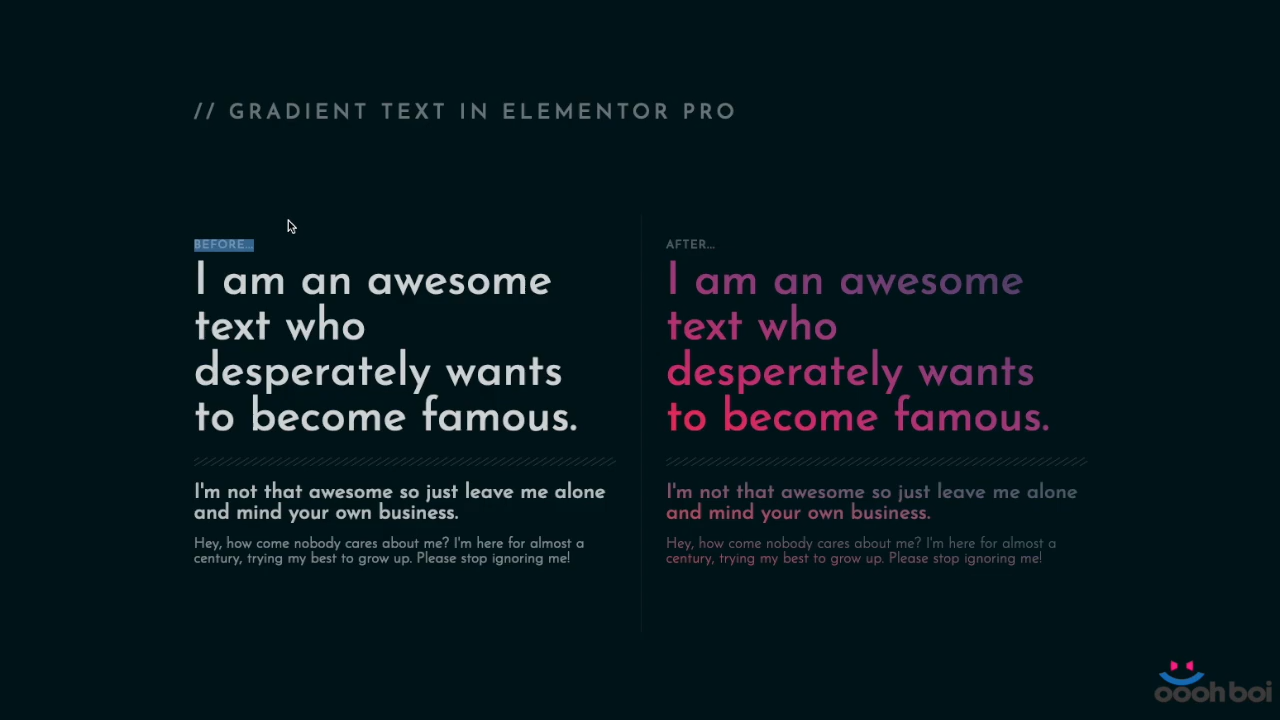 // GRADIENT TEXT IN ELEMENTOR PRO
BEFORE...
I am an awesome
text who
desperately wants
to become famous.
I'm not that awesome so just leave me alone
and mind your own business.
Hey, how come nobody cares about me? I'm here for almost a
century, trying my best to grow up. Please stop ignoring me!
AFTER...
I am an awesome
text who
desperately wants
to become famous.
I'm not that awesome so just leave me alone
and mind your own business.
Hey, how come nobody cares about me? I'm here for almost a
century, trying my best to grow up. Please stop ignoring me!
ooohboi